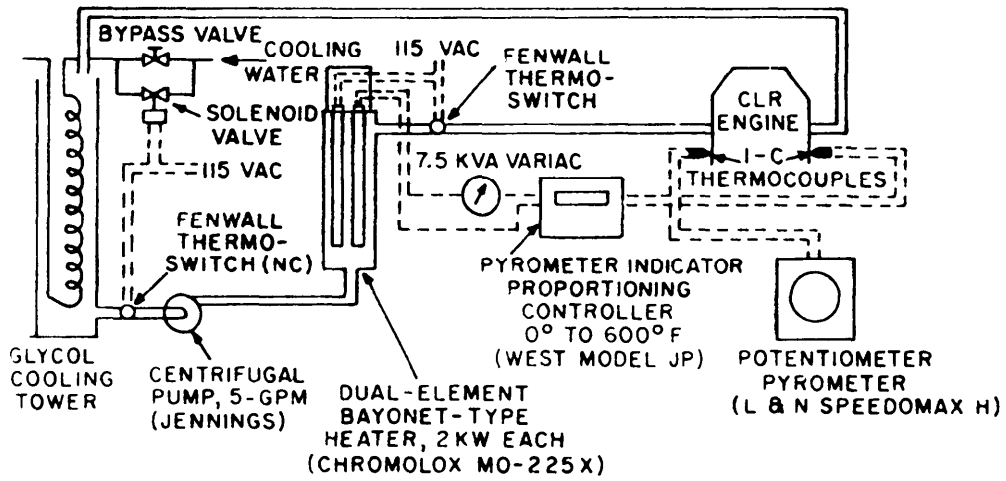 BYPASS VALVE
COOLING
WATER
SOLENOID
VALVE
115 VAC
115 VAC
FENWALL
THERMO-
SWITCH
CLR
ENGINE
I-C
THERMOCOUPLES
7.5 KVA VARIAC
FENWALL
THERMO-
SWITCH (NC)
PYROMETER INDICATOR
PROPORTIONING
CONTROLLER
0° TO 600° F
(WEST MODEL JP)
GLYCOL
COOLING
TOWER
CENTRIFUGAL
PUMP, 5-GPM
(JENNINGS)
DUAL-ELEMENT
BAYONET-TYPE
HEATER, 2 KW EACH
(CHROMOLOX MO-225X)
POTENTIOMETER
PYROMETER
(L & N SPEEDOMAX H)